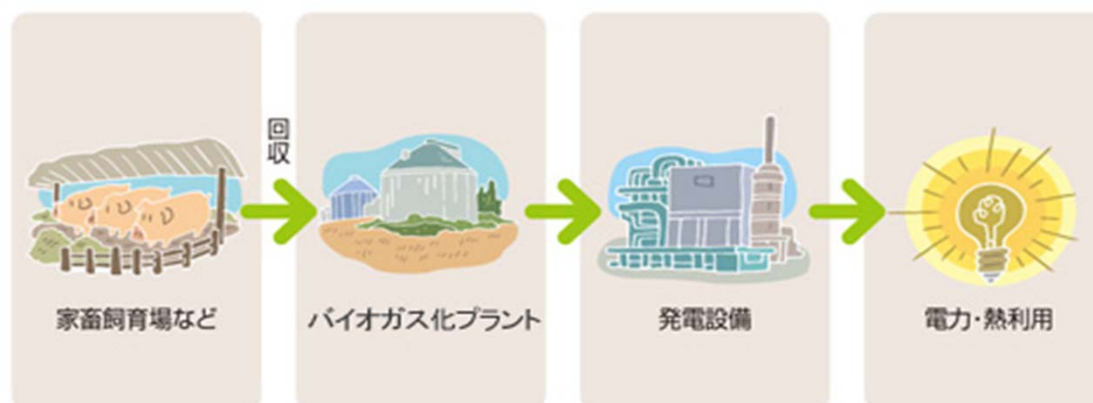 家畜飼育場など
回収
バイオガス化プラント
発電設備
電力・熱利用